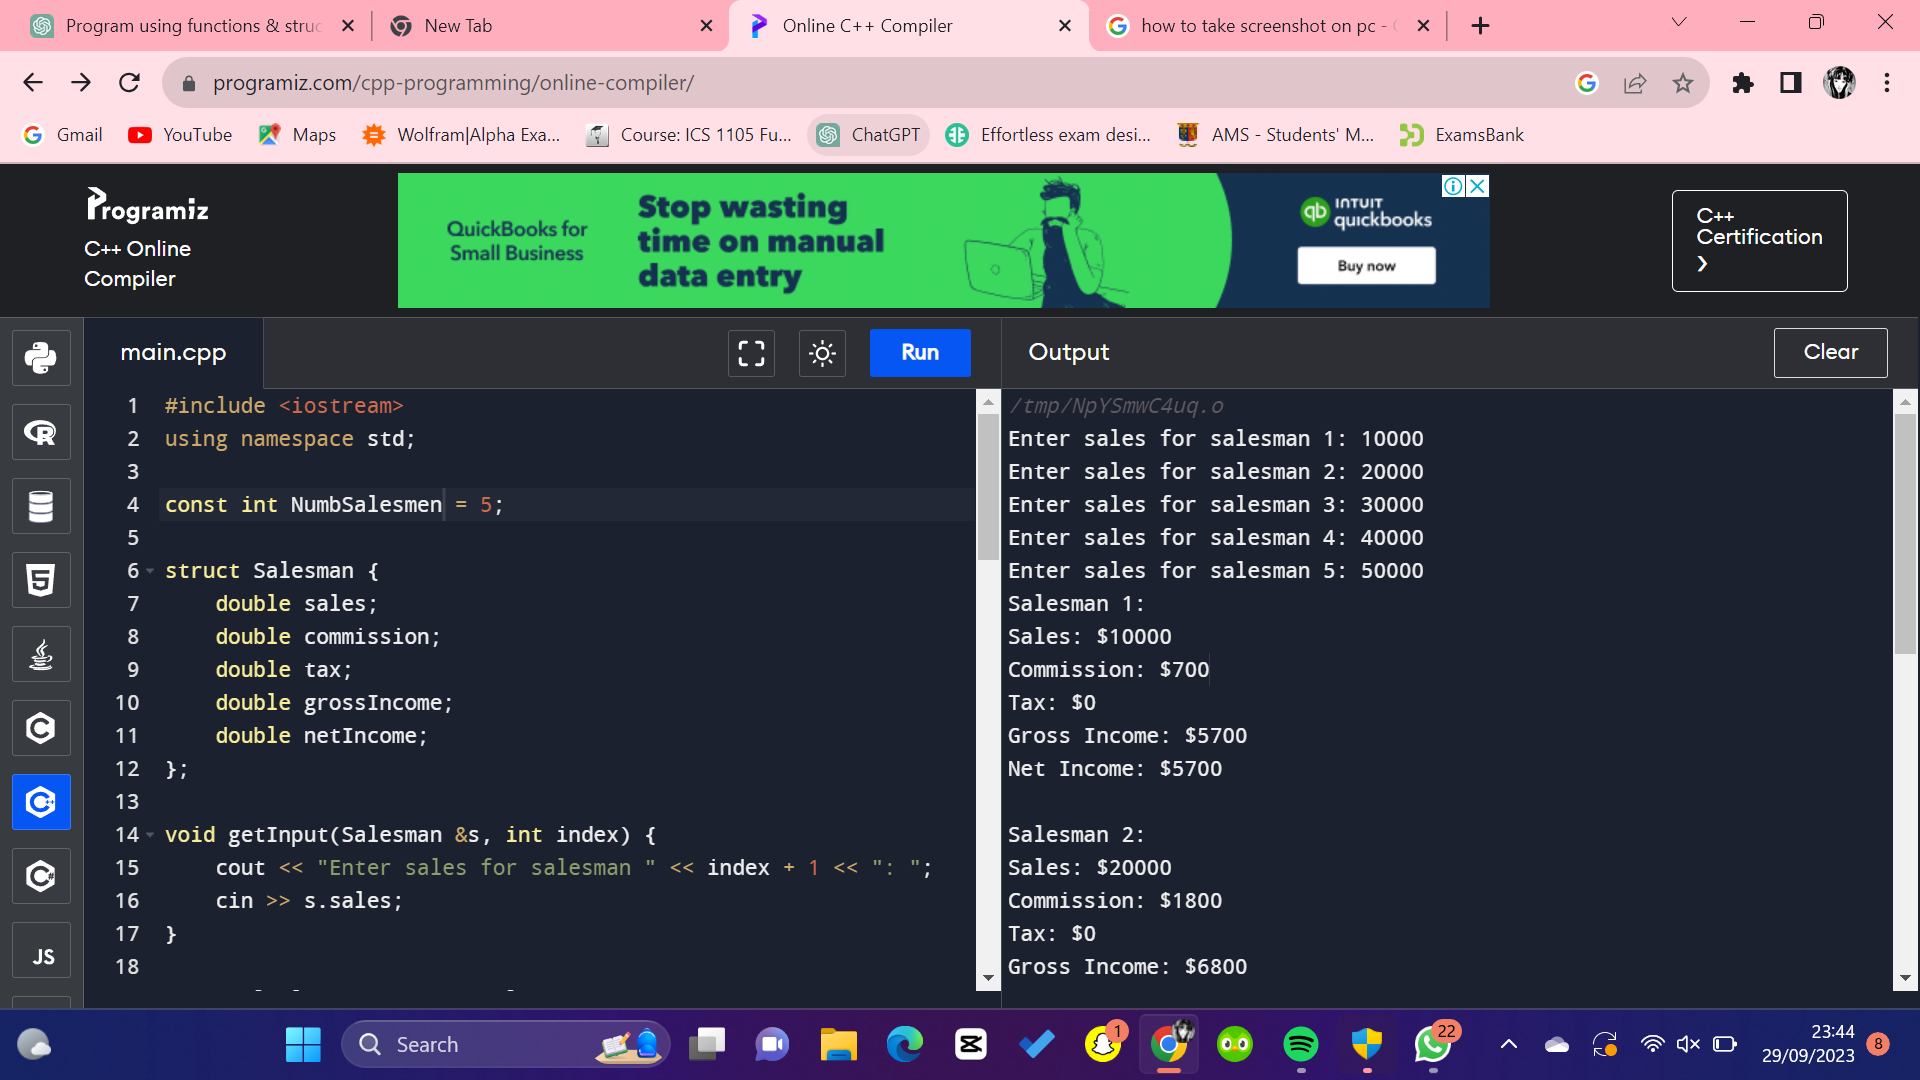 Program using functions & struc
New Tab
Online C++ Compiler
how to take screenshot on pc -
programiz.com/cpp-programming/online-compiler/
Gmail
YouTube
Maps
Wolfram|Alpha Exa...
Course: ICS 1105 Fu...
ChatGPT
Effortless exam desi...
AMS - Students' M...
ExamsBank
Programiz
C++ Online
Compiler
QuickBooks for
Small Business
Stop wasting
time on manual
data entry
qb INTUIT
quickbooks
Buy now
C++
Certification
main.cpp
Run
Output
Clear
1 #include <iostream>
2 using namespace std;
3
4 const int NumbSalesmen = 5;
5
6 struct Salesman {
7 double sales;
8 double commission;
9 double tax;
10 double grossIncome;
11 double netIncome;
12 };
13
14 void getInput(Salesman &s, int index) {
15 cout << "Enter sales for salesman " << index + 1 << ": ";
16 cin >> s.sales;
17 }
18
/tmp/NpYSmwC4uq.o
Enter sales for salesman 1: 10000
Enter sales for salesman 2: 20000
Enter sales for salesman 3: 30000
Enter sales for salesman 4: 40000
Enter sales for salesman 5: 50000
Salesman 1:
Sales: $10000
Commission: $700
Tax: $0
Gross Income: $5700
Net Income: $5700
Salesman 2:
Sales: $20000
Commission: $1800
Tax: $0
Gross Income: $6800
JS
Search
1
22
23:44
29/09/2023
8